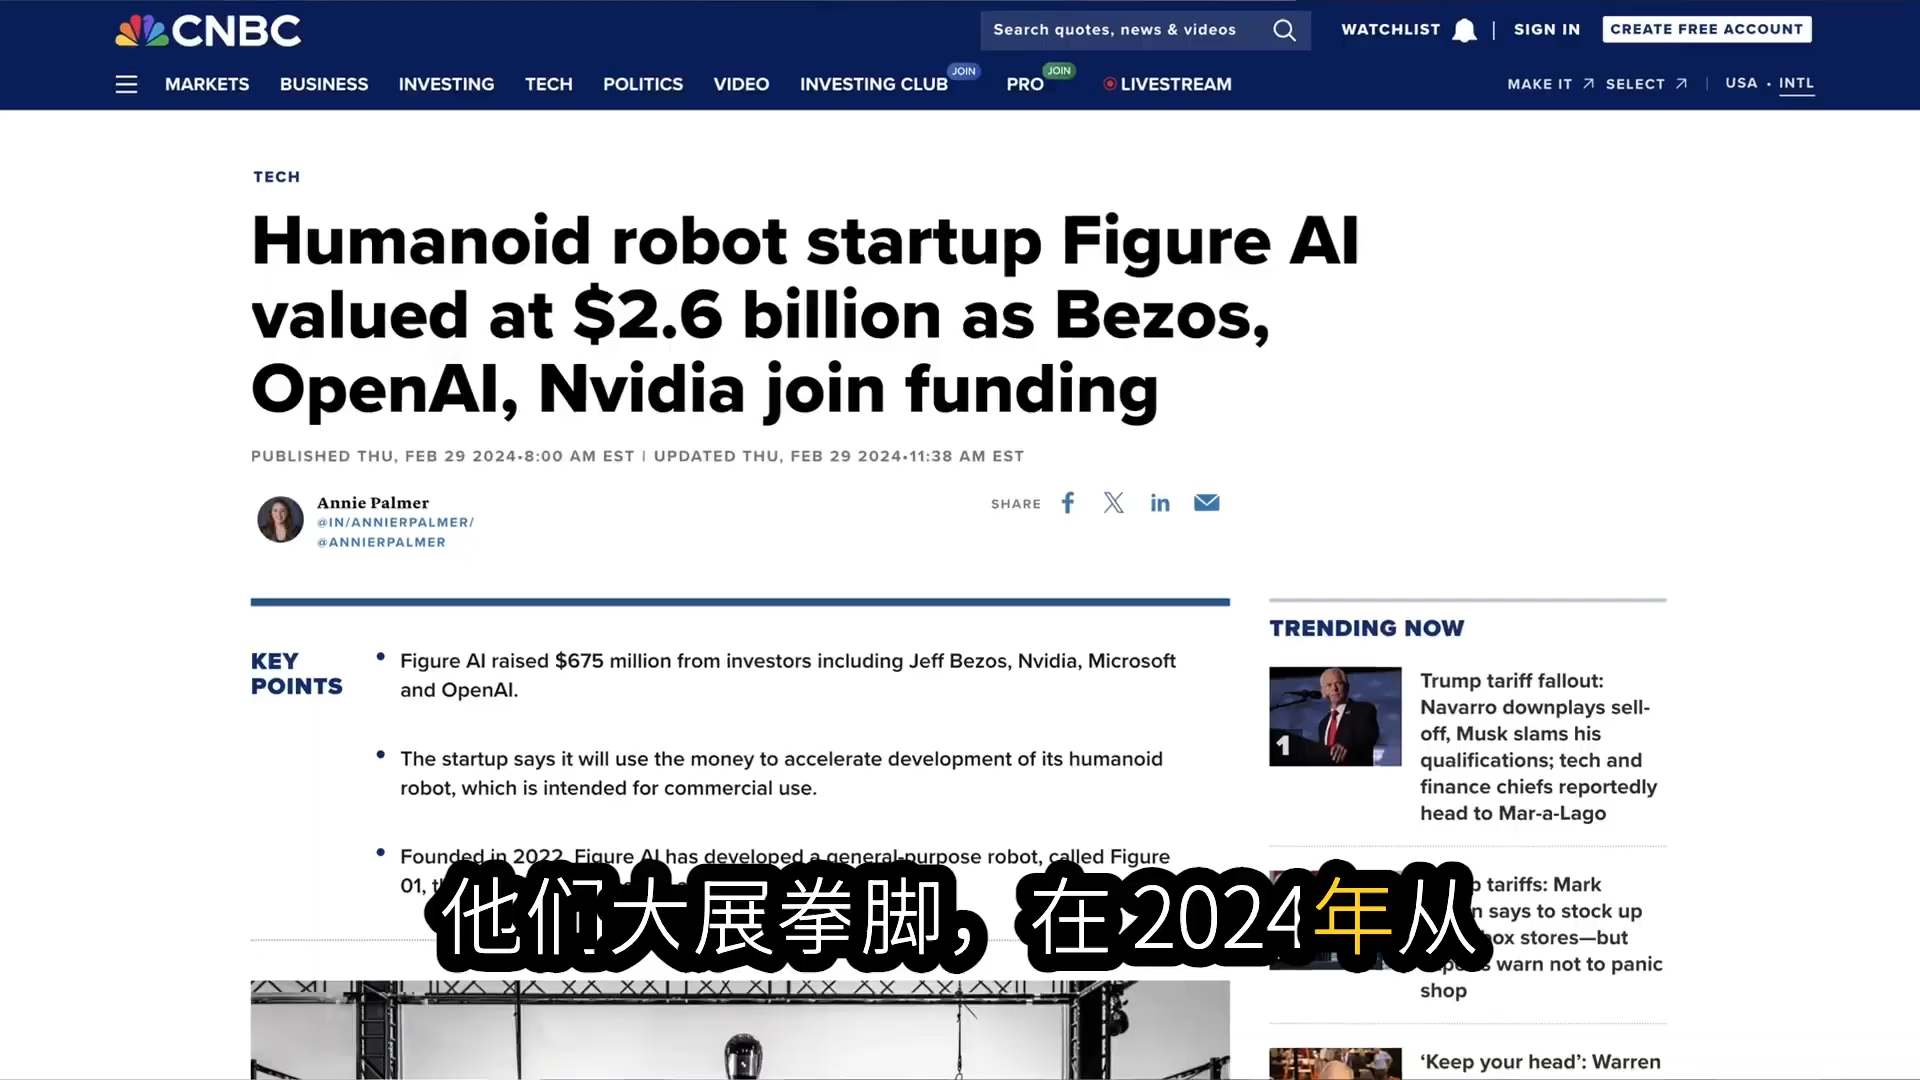 CNBC
Search quotes, news & videos
WATCHLIST
SIGN IN
CREATE FREE ACCOUNT
MARKETS
BUSINESS
INVESTING
TECH
POLITICS
VIDEO
INVESTING CLUB
JOIN
PRO
JOIN
LIVESTREAM
MAKE IT
SELECT
USA • INTL
TECH
Humanoid robot startup Figure AI
valued at $2.6 billion as Bezos,
OpenAI, Nvidia join funding
PUBLISHED THU, FEB 29 2024•8:00 AM EST | UPDATED THU, FEB 29 2024•11:38 AM EST
Annie Palmer
@IN/ANNIERPALMER/
@ANNIERPALMER
SHARE
KEY
POINTS
• Figure AI raised $675 million from investors including Jeff Bezos, Nvidia, Microsoft
and OpenAI.
• The startup says it will use the money to accelerate development of its humanoid
robot, which is intended for commercial use.
• Founded in 2022, Figure AI has developed a general-purpose robot, called Figure
01,
TRENDING NOW
1
Trump tariff fallout:
Navarro downplays sell-
off, Musk slams his
qualifications; tech and
finance chiefs reportedly
head to Mar-a-Lago
tariffs: Mark
says to stock up
box stores—but
warn not to panic
shop
‘Keep your head’: Warren
他们大展拳脚，在2024年从